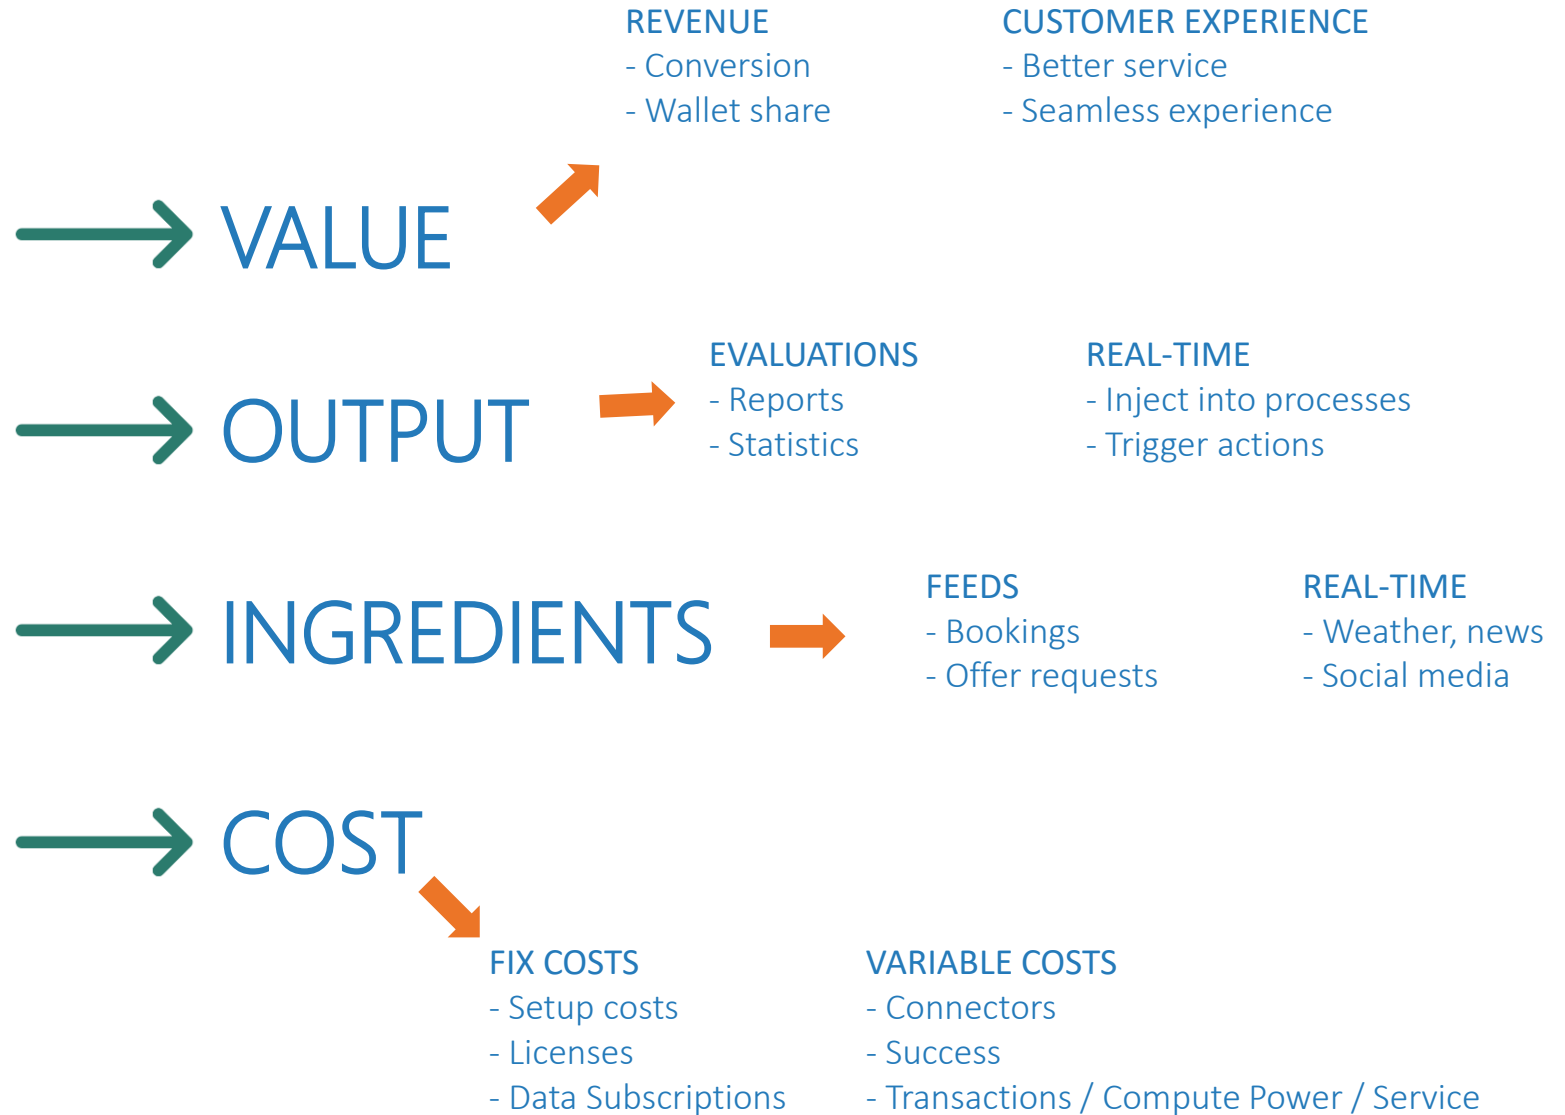 REVENUE
- Conversion
- Wallet share
CUSTOMER EXPERIENCE
- Better service
- Seamless experience
VALUE
EVALUATIONS
- Reports
- Statistics
REAL-TIME
- Inject into processes
- Trigger actions
OUTPUT
FEEDS
- Bookings
- Offer requests
REAL-TIME
- Weather, news
- Social media
INGREDIENTS
COST
FIX COSTS
- Setup costs
- Licenses
- Data Subscriptions
VARIABLE COSTS
- Connectors
- Success
- Transactions / Compute Power / Service